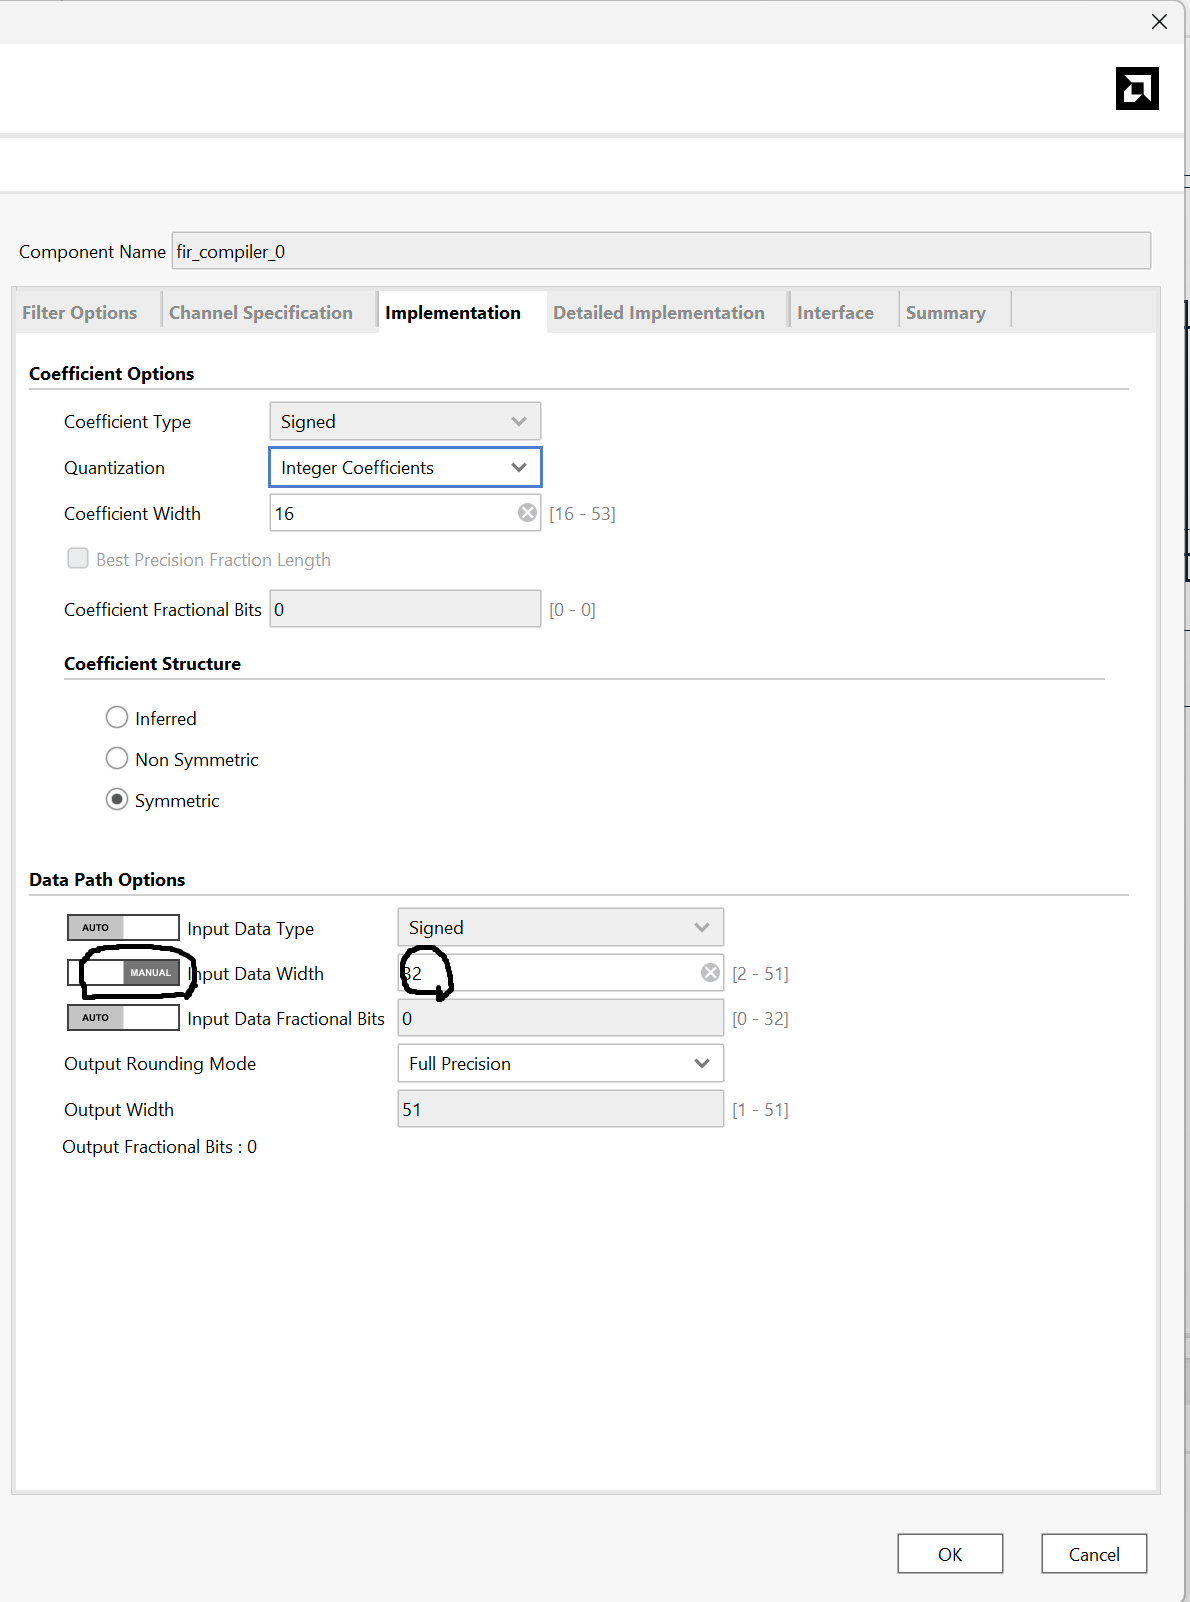 Component Name fir_compiler_0
Filter Options Channel Specification Implementation Detailed Implementation Interface Summary
Coefficient Options
Coefficient Type Signed
Quantization Integer Coefficients
Coefficient Width 16 [16 - 53]
Best Precision Fraction Length
Coefficient Fractional Bits 0 [0 - 0]
Coefficient Structure
Inferred
Non Symmetric
Symmetric
Data Path Options
AUTO Input Data Type Signed
MANUAL Input Data Width 32 [2 - 51]
AUTO Input Data Fractional Bits 0 [0 - 32]
Output Rounding Mode Full Precision
Output Width 51 [1 - 51]
Output Fractional Bits : 0
OK Cancel